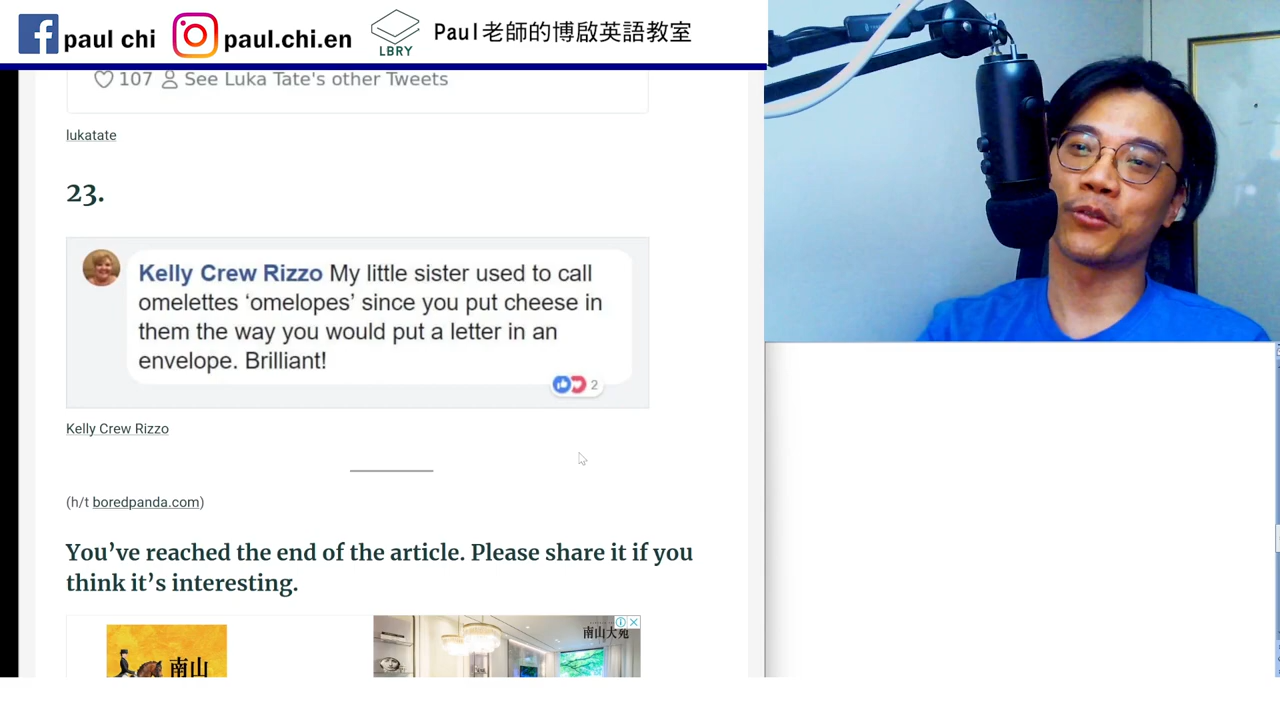 paul chi
paul.chi.en
LBRY
Paul老師的博啟英語教室
107 See Luka Tate's other Tweets
lukatate
23.
Kelly Crew Rizzo My little sister used to call
omelettes ‘omelopes’ since you put cheese in
them the way you would put a letter in an
envelope. Brilliant!
2
Kelly Crew Rizzo
(h/t boredpanda.com)
You’ve reached the end of the article. Please share it if you
think it’s interesting.
南山大苑
南山